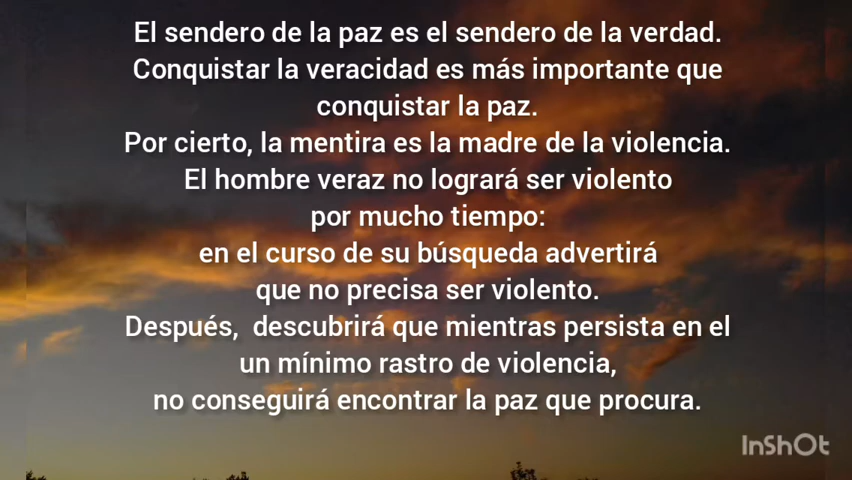 El sendero de la paz es el sendero de la verdad.
Conquistar la veracidad es más importante que
conquistar la paz.
Por cierto, la mentira es la madre de la violencia.
El hombre veraz no logrará ser violento
por mucho tiempo:
en el curso de su búsqueda advertirá
que no precisa ser violento.
Después,  descubrirá que mientras persista en el
un mínimo rastro de violencia,
no conseguirá encontrar la paz que procura.
InShOt